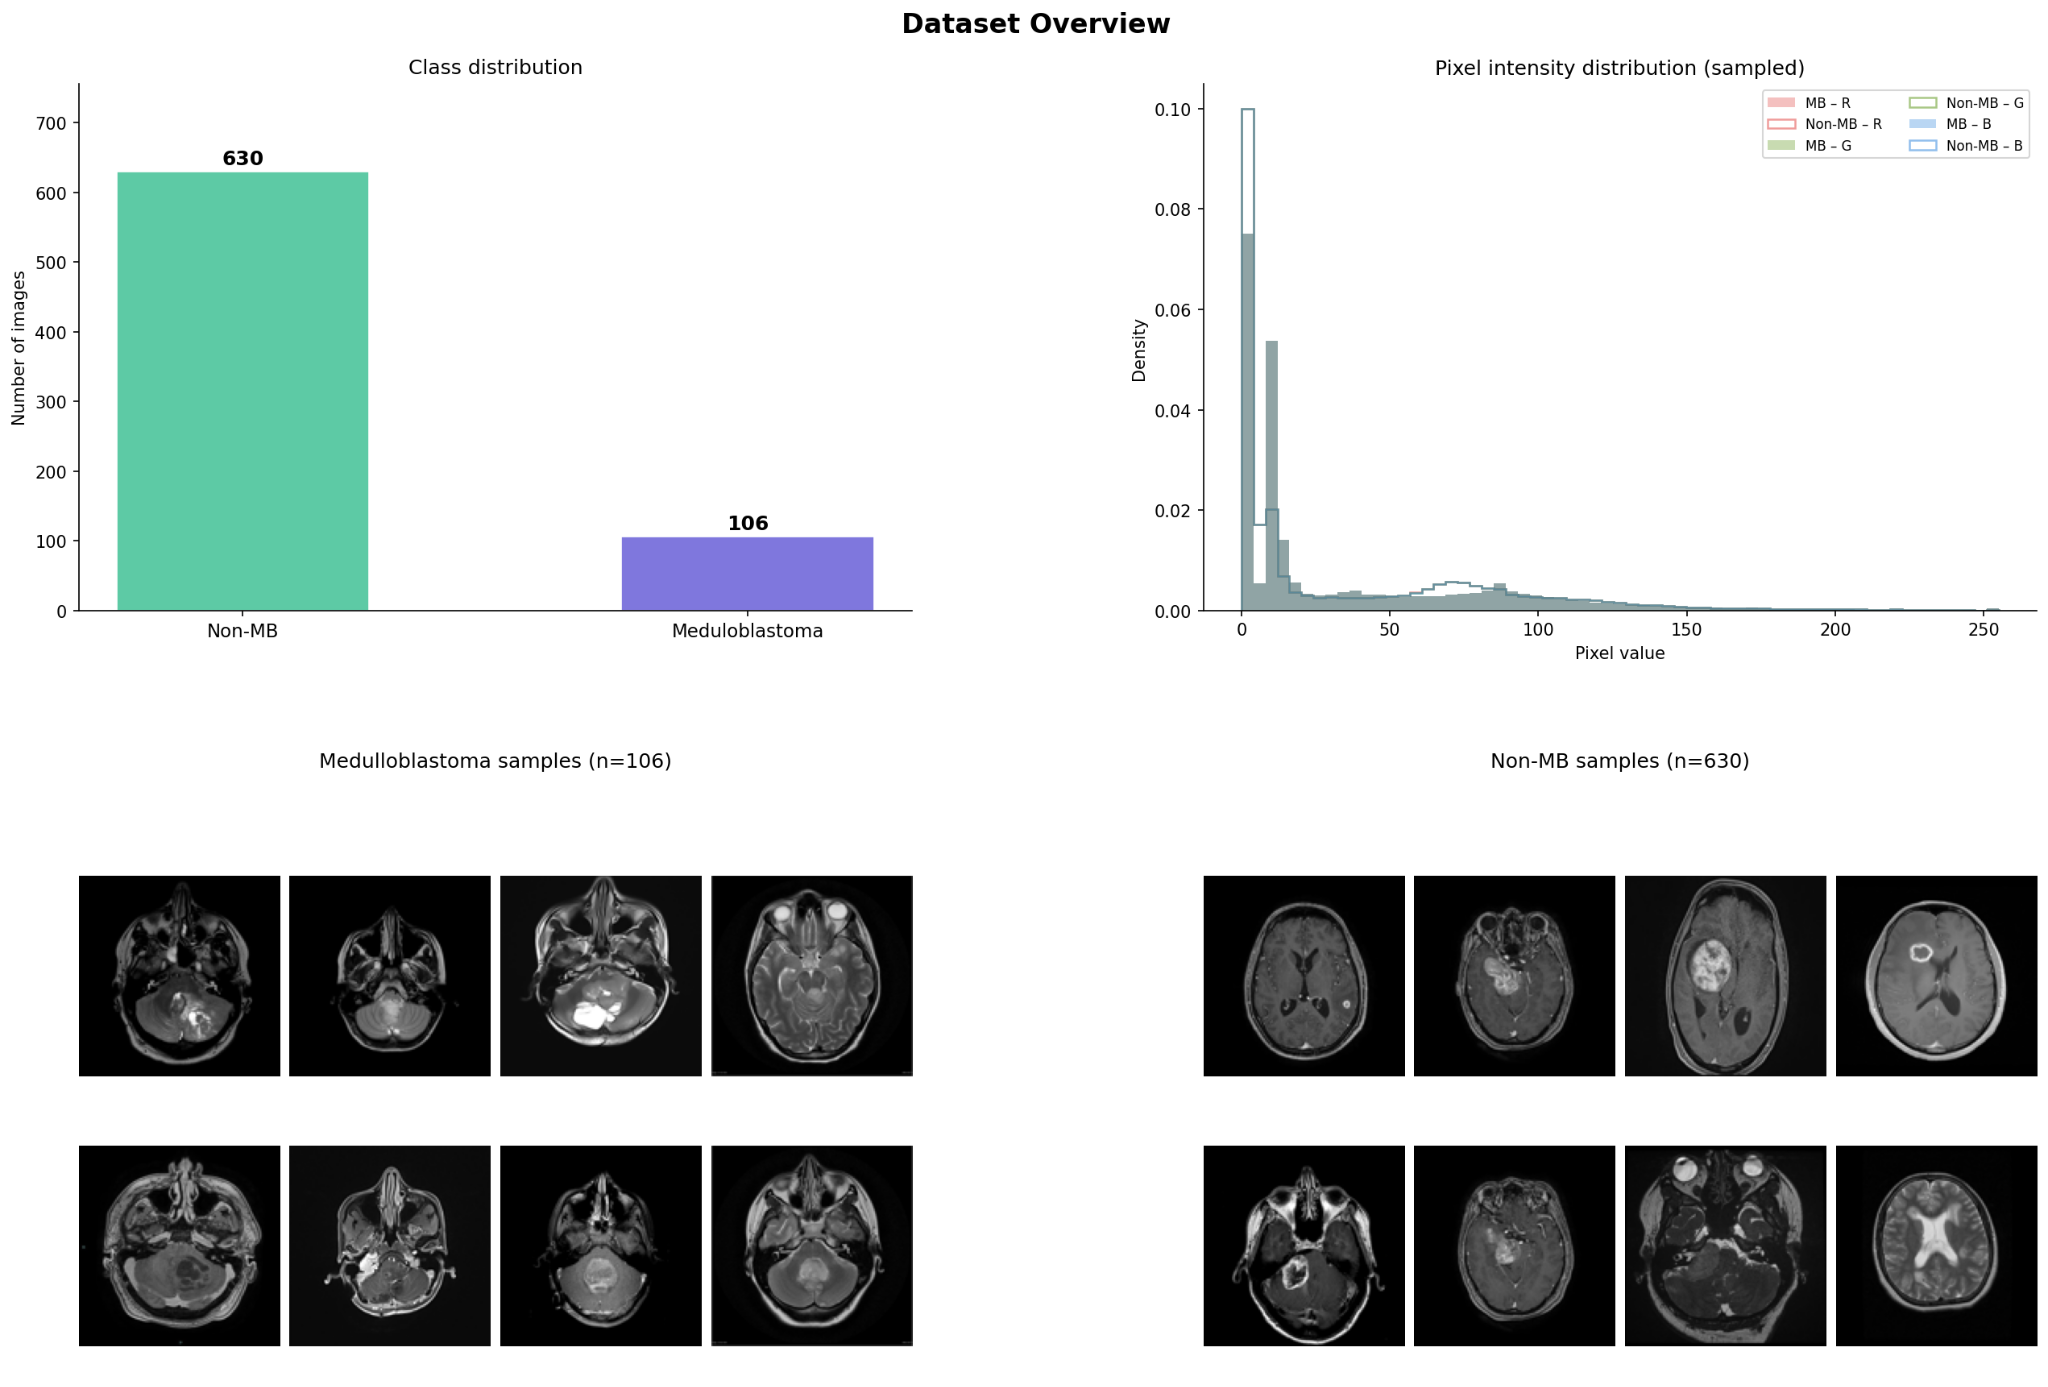 Dataset Overview
Class distribution
Number of images
700
600
500
400
300
200
100
0
630
106
Non-MB
Meduloblastoma
Pixel intensity distribution (sampled)
Density
0.10
0.08
0.06
0.04
0.02
0.00
MB – R
Non-MB – R
MB – G
Non-MB – G
MB – B
Non-MB – B
0 50 100 150 200 250
Pixel value
Medulloblastoma samples (n=106)
Non-MB samples (n=630)